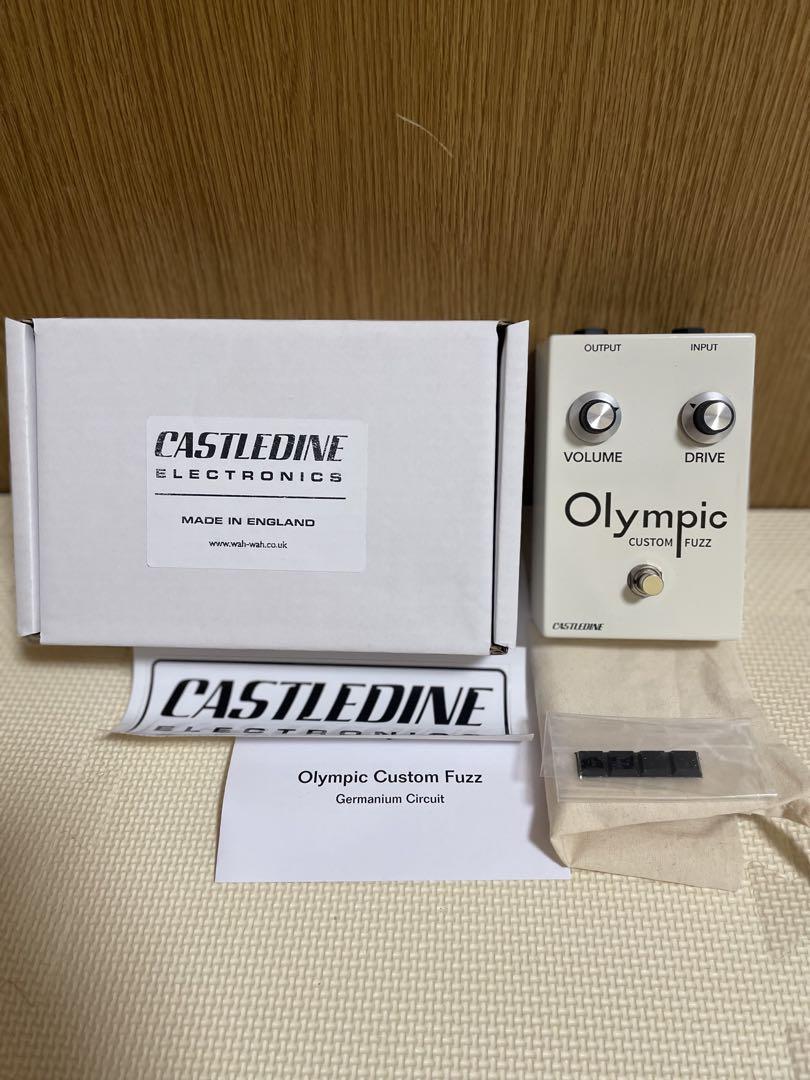 CASTLEDINE
ELECTRONICS
MADE IN ENGLAND
www.wah-wah.co.uk
OUTPUT INPUT
VOLUME DRIVE
Olympic
CUSTOM FUZZ
CASTLEDINE
CASTLEDINE
ELECTRONICS
Olympic Custom Fuzz
Germanium Circuit